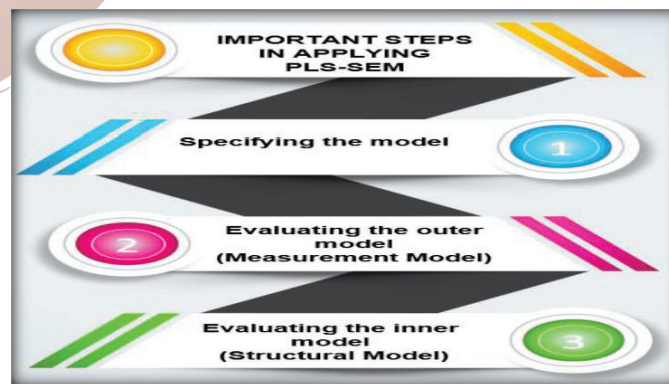 IMPORTANT STEPS
IN APPLYING
PLS-SEM
Specifying the model
1
2
Evaluating the outer
model
(Measurement Model)
Evaluating the inner
model
(Structural Model)
3